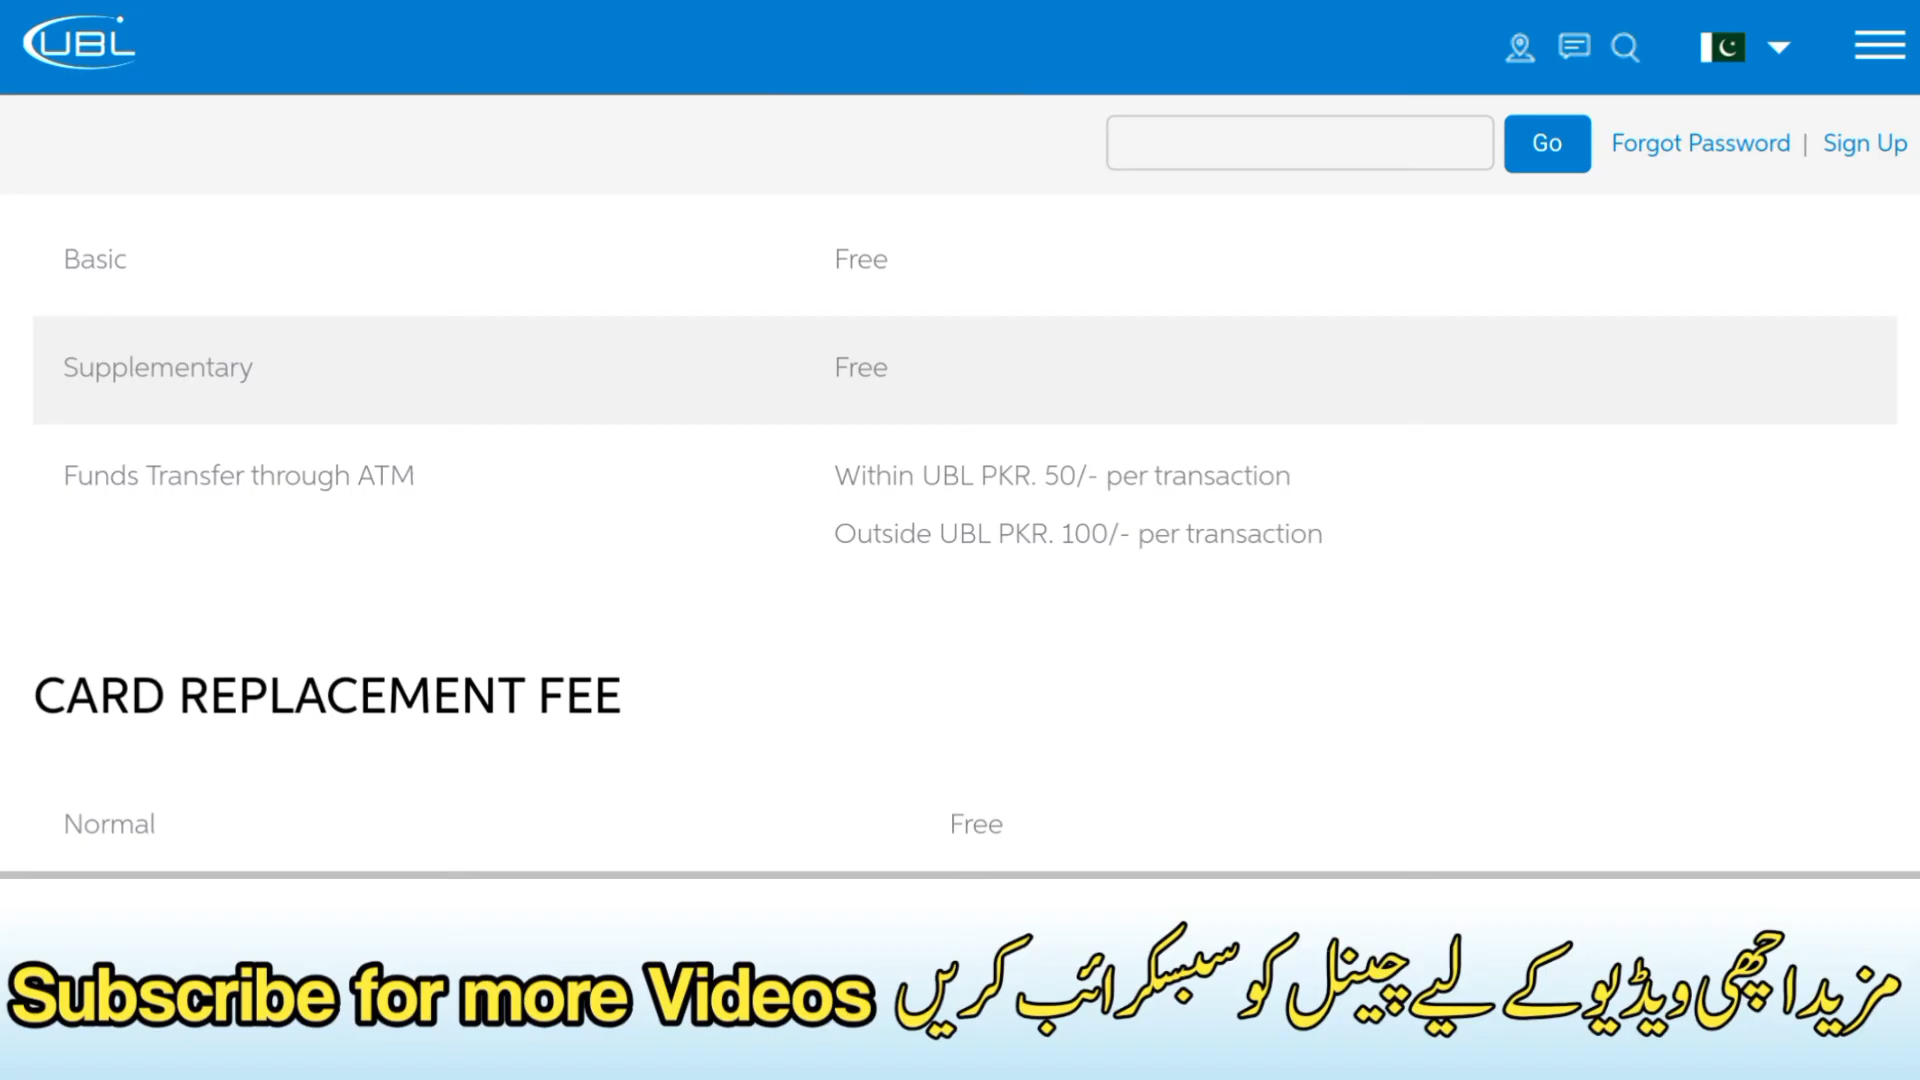 UBL
Go Forgot Password | Sign Up
Basic Free
Supplementary Free
Funds Transfer through ATM Within UBL PKR. 50/- per transaction
Outside UBL PKR. 100/- per transaction
CARD REPLACEMENT FEE
Normal Free
Subscribe for more Videos مزید اچھی ویڈیو کے لیے چینل کو سبسکرائب کریں